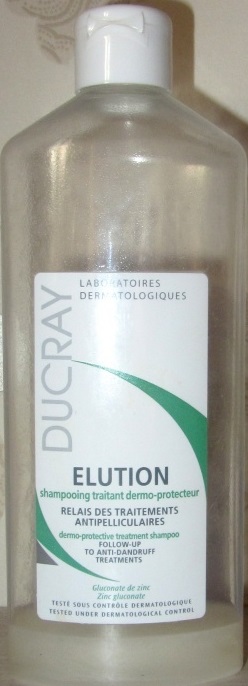 LABORATOIRES
DERMATOLOGIQUES
DUCRAY
ELUTION
shampooing traitant dermo-protecteur
RELAIS DES TRAITEMENTS
ANTIPELLICULAIRES
dermo-protective treatment shampoo
FOLLOW-UP
TO ANTI-DANDRUFF
TREATMENTS
Gluconate de zinc
Zinc gluconate
TESTÉ SOUS CONTRÔLE DERMATOLOGIQUE
TESTED UNDER DERMATOLOGICAL CONTROL